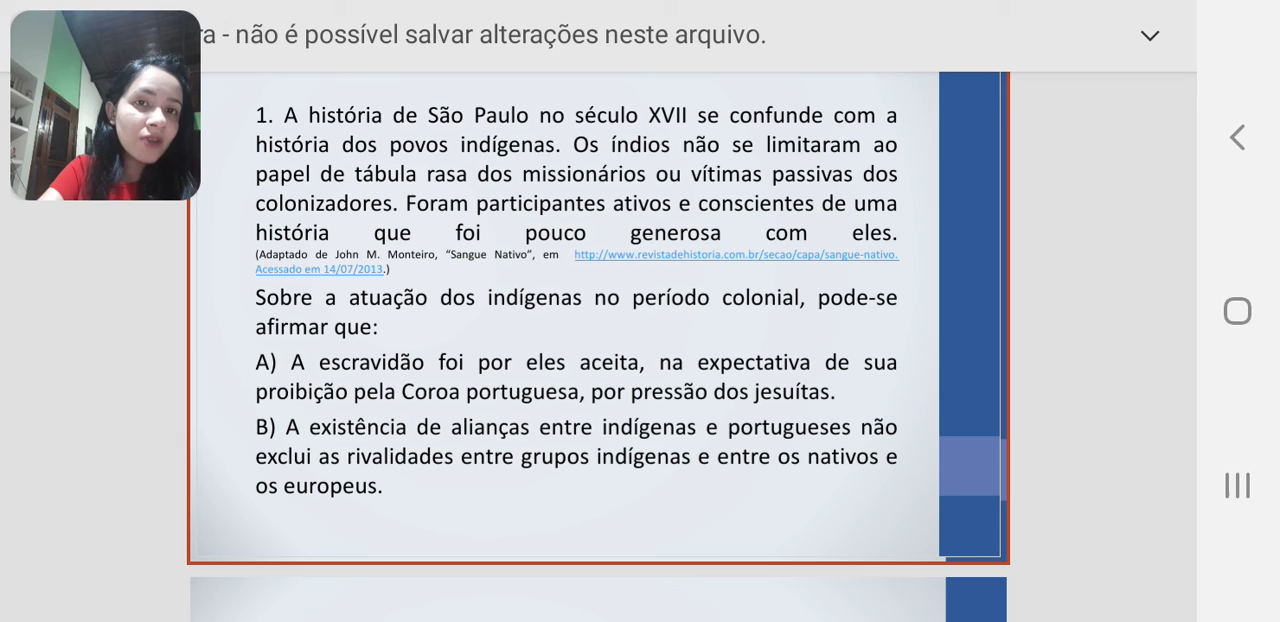 ra - não é possível salvar alterações neste arquivo.
1. A história de São Paulo no século XVII se confunde com a
história dos povos indígenas. Os índios não se limitaram ao
papel de tábula rasa dos missionários ou vítimas passivas dos
colonizadores. Foram participantes ativos e conscientes de uma
história que foi pouco generosa com eles.
(Adaptado de John M. Monteiro, “Sangue Nativo”, em http://www.revistadehistoria.com.br/secao/capa/sangue-nativo.
Acessado em 14/07/2013.)
Sobre a atuação dos indígenas no período colonial, pode-se
afirmar que:
A) A escravidão foi por eles aceita, na expectativa de sua
proibição pela Coroa portuguesa, por pressão dos jesuítas.
B) A existência de alianças entre indígenas e portugueses não
exclui as rivalidades entre grupos indígenas e entre os nativos e
os europeus.